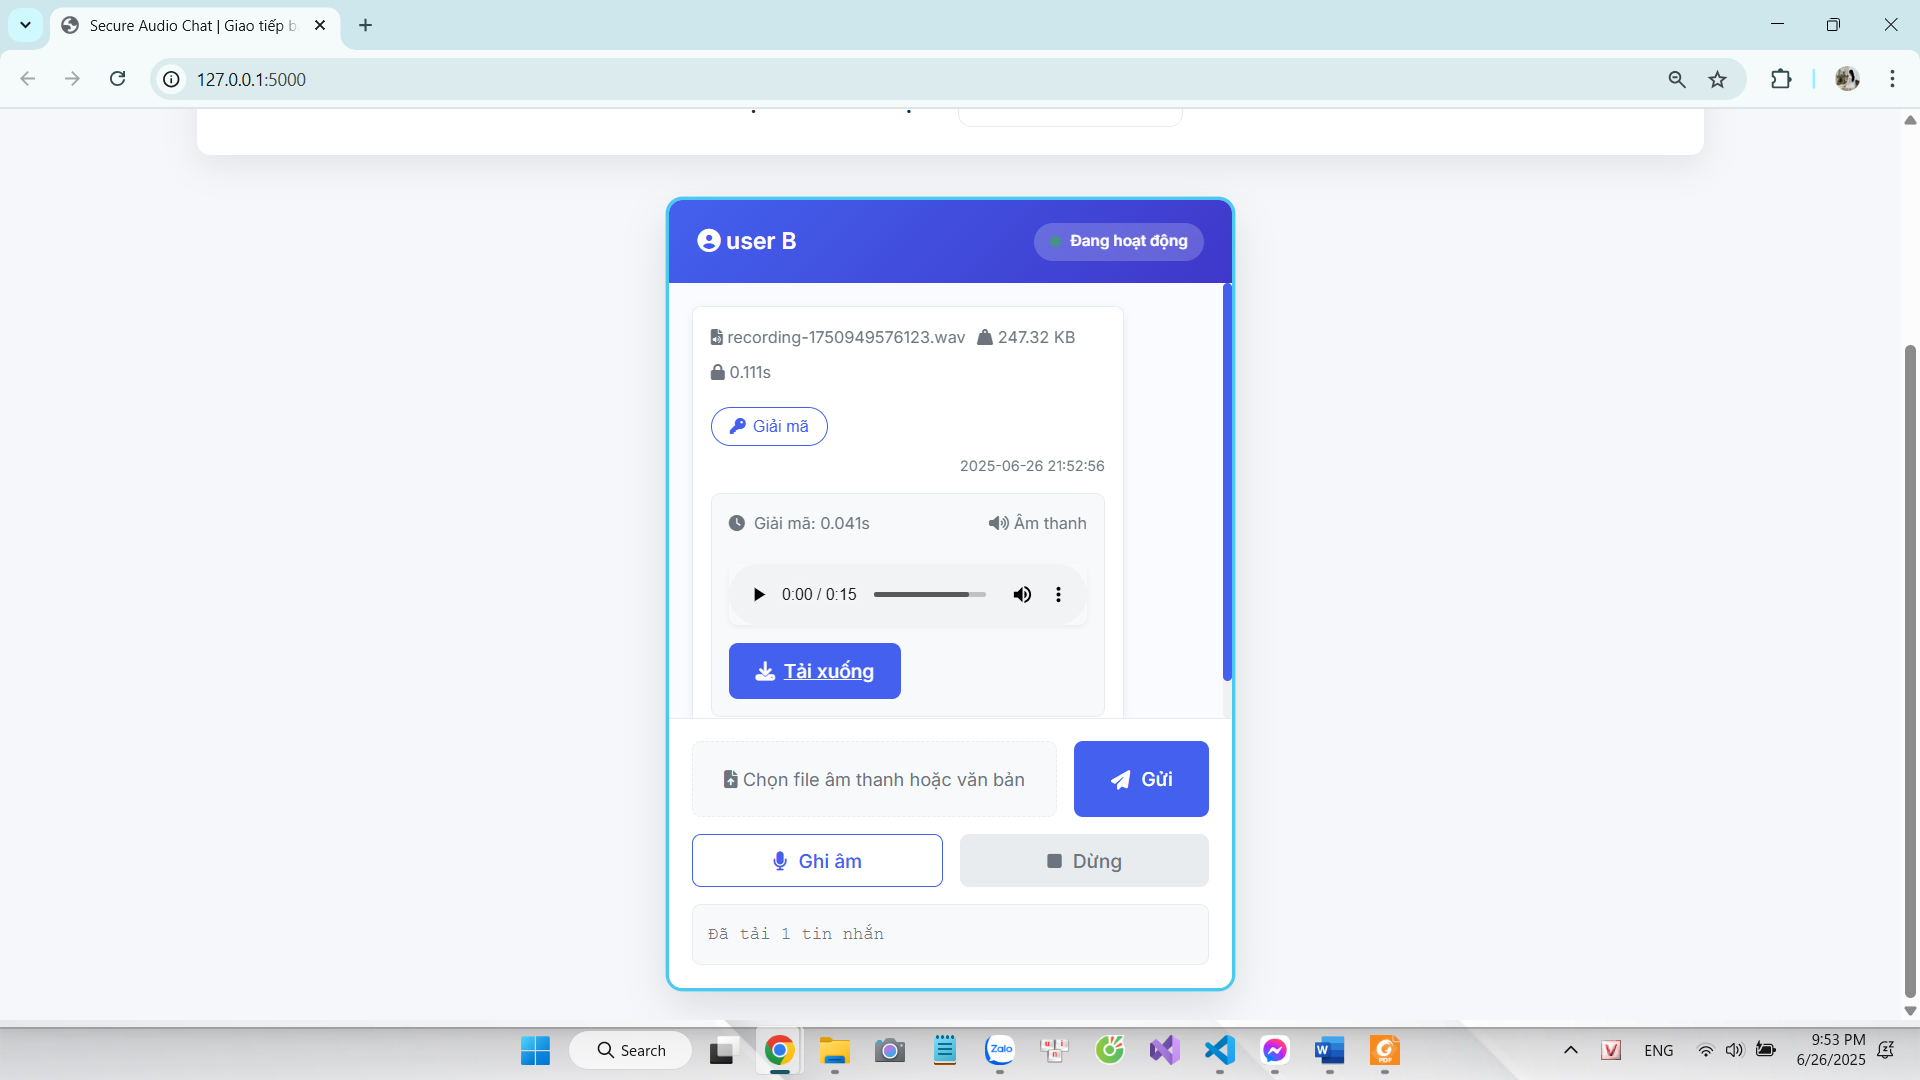 Secure Audio Chat | Giao tiếp b
127.0.0.1:5000
user B
Đang hoạt động
recording-1750949576123.wav 247.32 KB
0.111s
Giải mã
2025-06-26 21:52:56
Giải mã: 0.041s Âm thanh
0:00 / 0:15
Tải xuống
Chọn file âm thanh hoặc văn bản
Gửi
Ghi âm
Dừng
Đã tải 1 tin nhắn
Search
Zalo
ENG
9:53 PM
6/26/2025